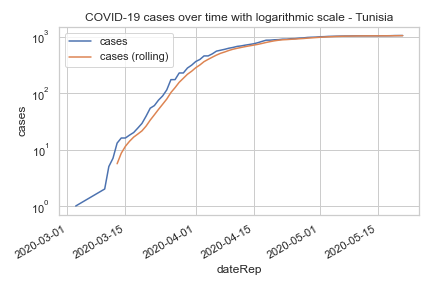 COVID-19 cases over time with logarithmic scale - Tunisia
cases
cases (rolling)
10³
10²
10¹
10⁰
cases
2020-03-01
2020-03-15
2020-04-01
2020-04-15
2020-05-01
2020-05-15
dateRep